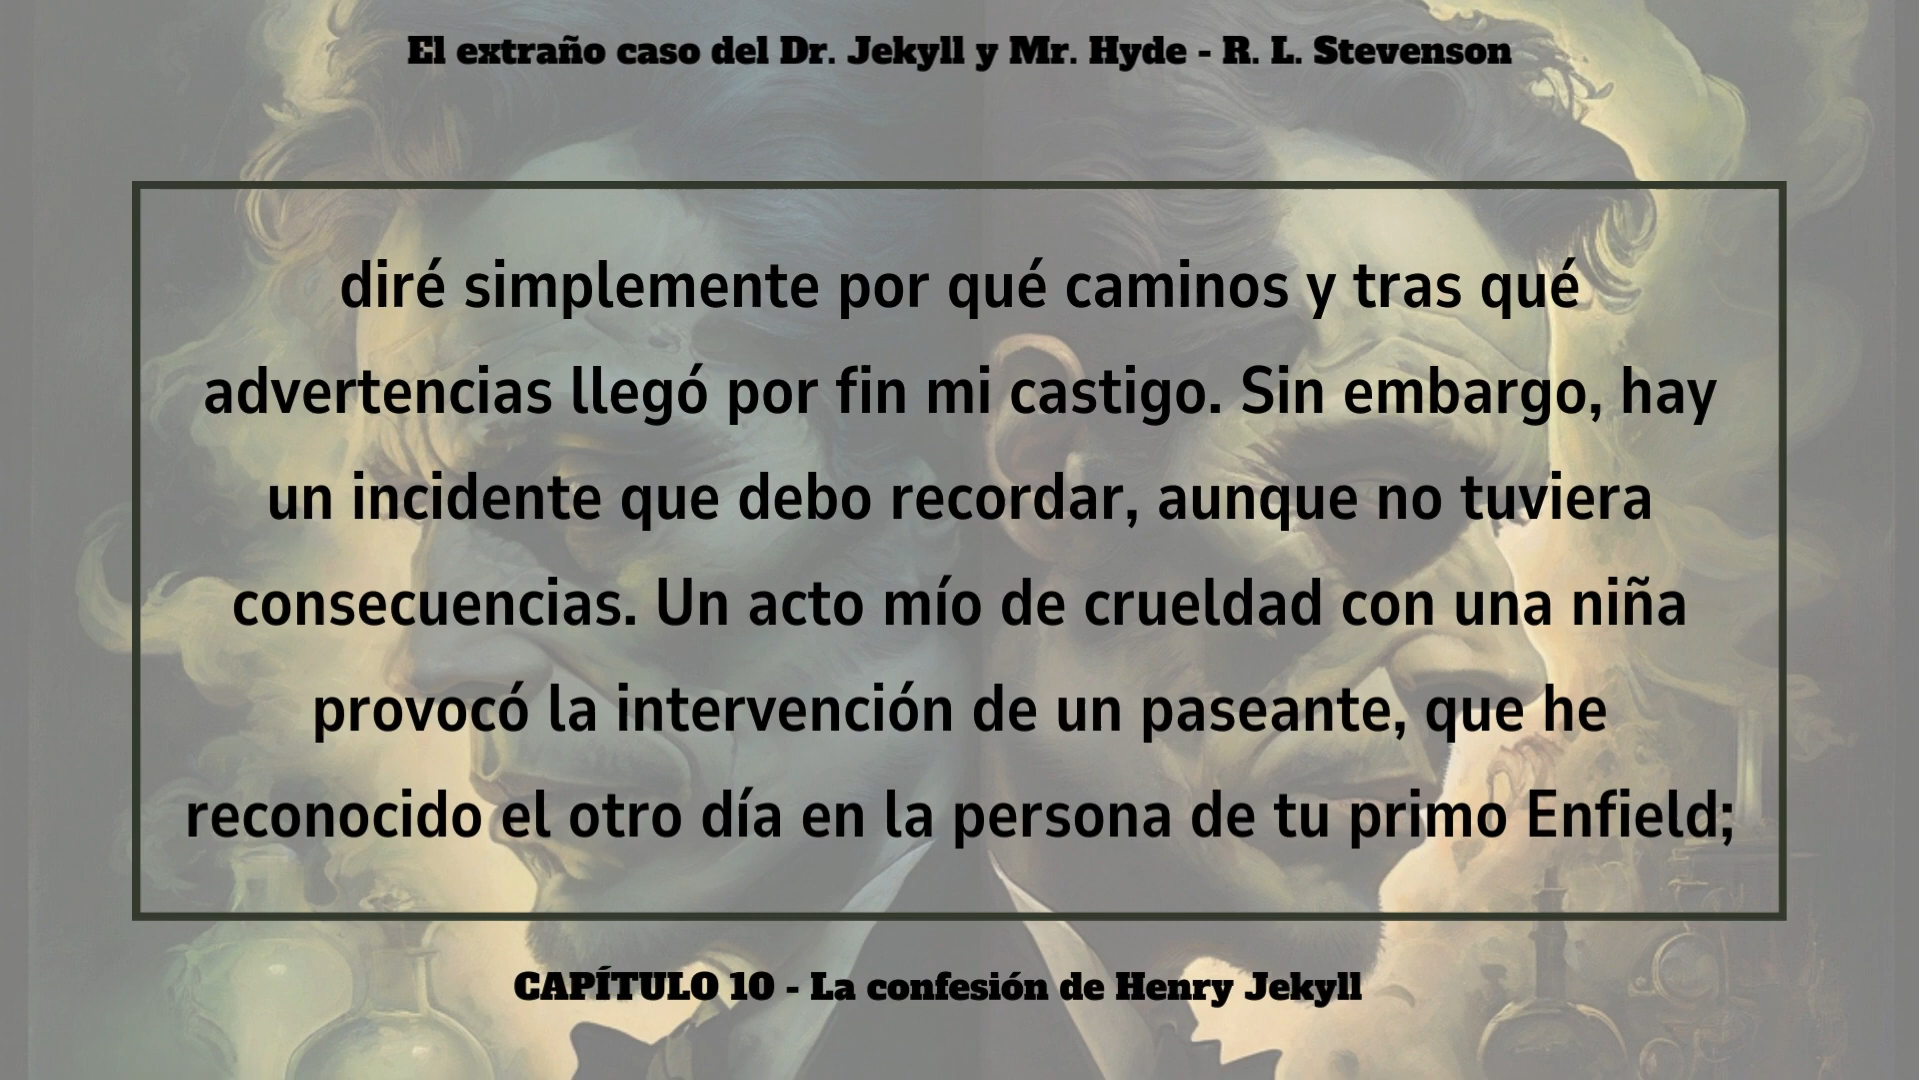 El extraño caso del Dr. Jekyll y Mr. Hyde - R. L. Stevenson
diré simplemente por qué caminos y tras qué
advertencias llegó por fin mi castigo. Sin embargo, hay
un incidente que debo recordar, aunque no tuviera
consecuencias. Un acto mío de crueldad con una niña
provocó la intervención de un paseante, que he
reconocido el otro día en la persona de tu primo Enfield;
CAPÍTULO 10 - La confesión de Henry Jekyll